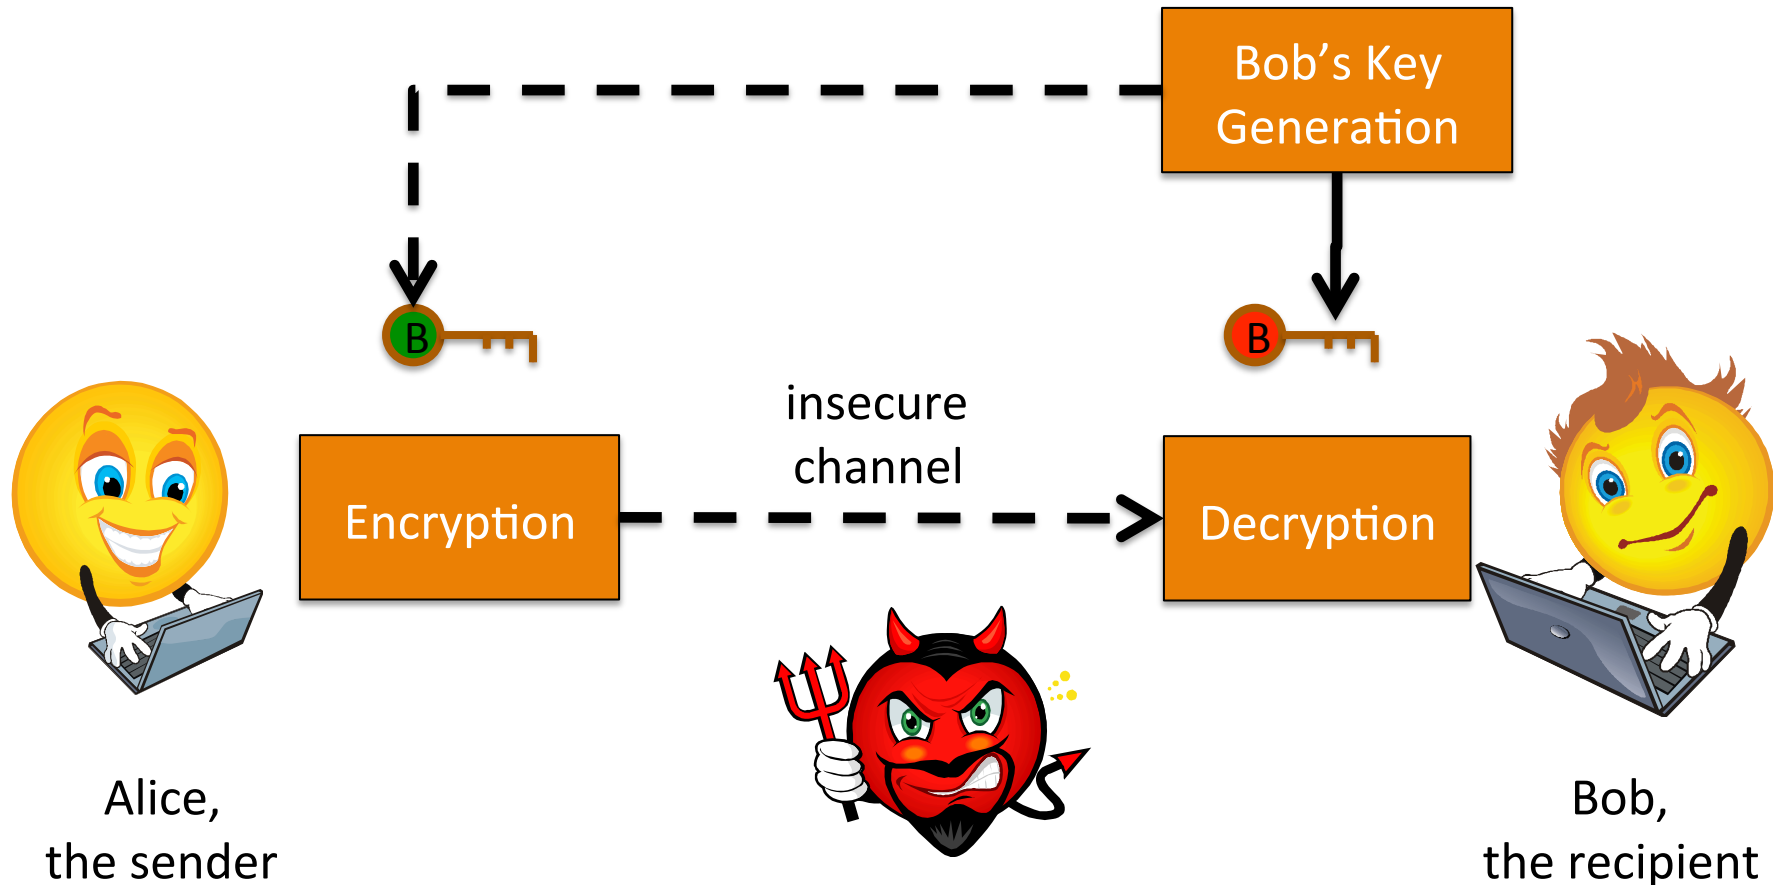 Bob’s Key
Generation
B
B
insecure
channel
Encryption
Decryption
Alice,
the sender
Bob,
the recipient